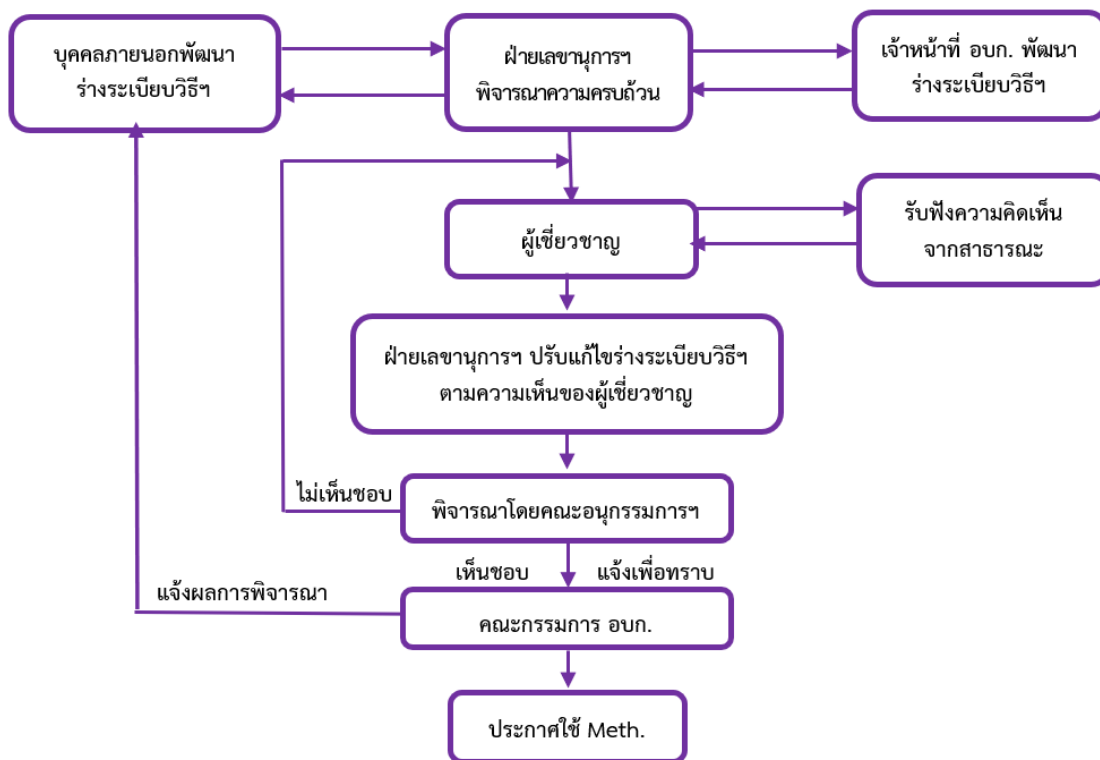 บุคคลภายนอกพัฒนา
ร่างระเบียบวิธีฯ
ฝ่ายเลขานุการฯ
พิจารณาความครบถ้วน
เจ้าหน้าที่ อบก. พัฒนา
ร่างระเบียบวิธีฯ
ผู้เชี่ยวชาญ
รับฟังความคิดเห็น
จากสาธารณะ
ฝ่ายเลขานุการฯ ปรับแก้ไขร่างระเบียบวิธีฯ
ตามความเห็นของผู้เชี่ยวชาญ
ไม่เห็นชอบ
พิจารณาโดยคณะอนุกรรมการฯ
เห็นชอบ
แจ้งเพื่อทราบ
แจ้งผลการพิจารณา
คณะกรรมการ อบก.
ประกาศใช้ Meth.